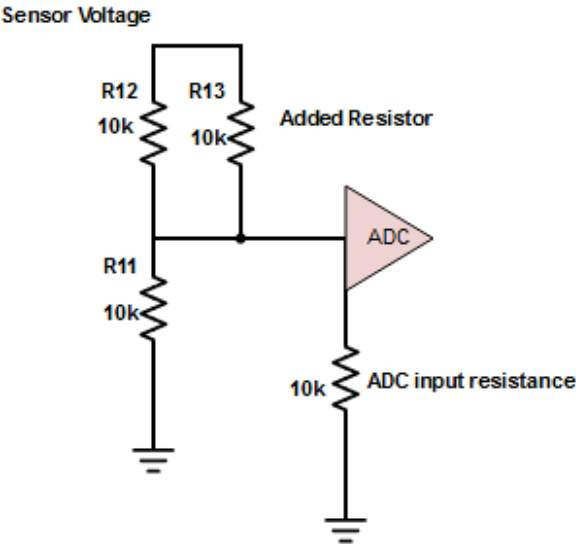 Sensor Voltage
R12
R13
10k
10k
Added Resistor
ADC
R11
10k
10k
ADC input resistance